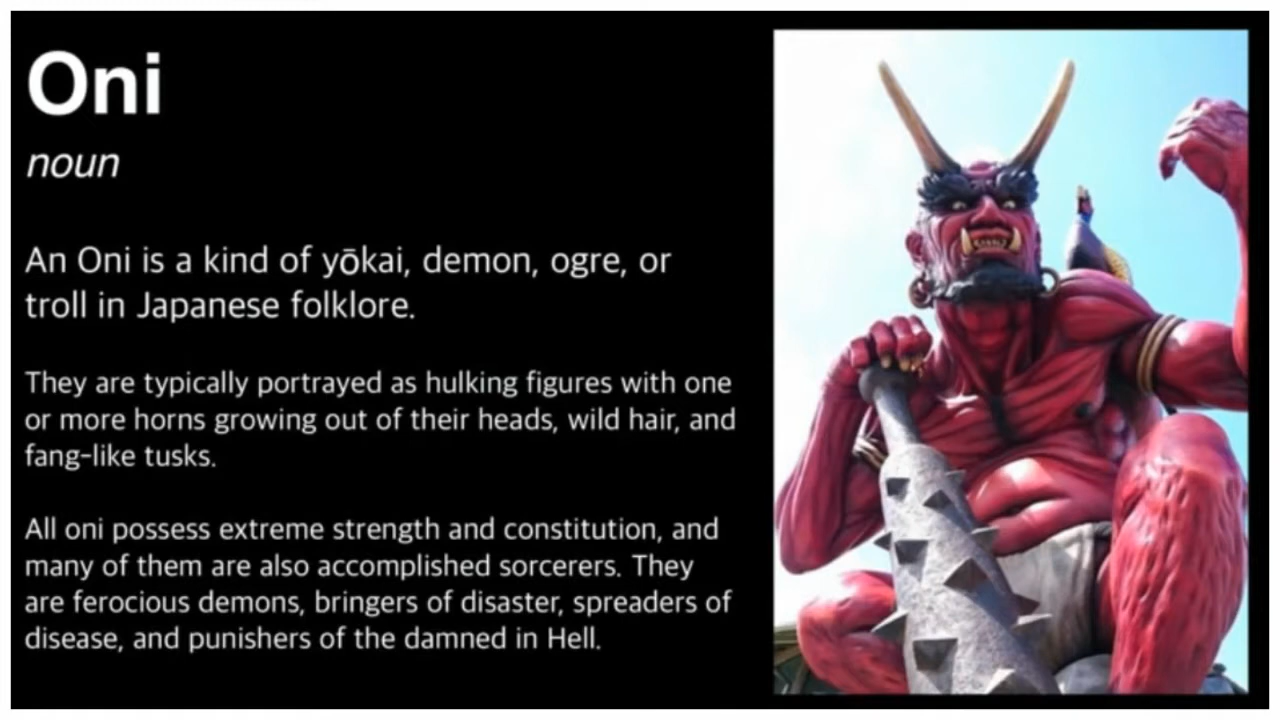 Oni
noun
An Oni is a kind of yōkai, demon, ogre, or
troll in Japanese folklore.
They are typically portrayed as hulking figures with one
or more horns growing out of their heads, wild hair, and
fang-like tusks.
All oni possess extreme strength and constitution, and
many of them are also accomplished sorcerers. They
are ferocious demons, bringers of disaster, spreaders of
disease, and punishers of the damned in Hell.